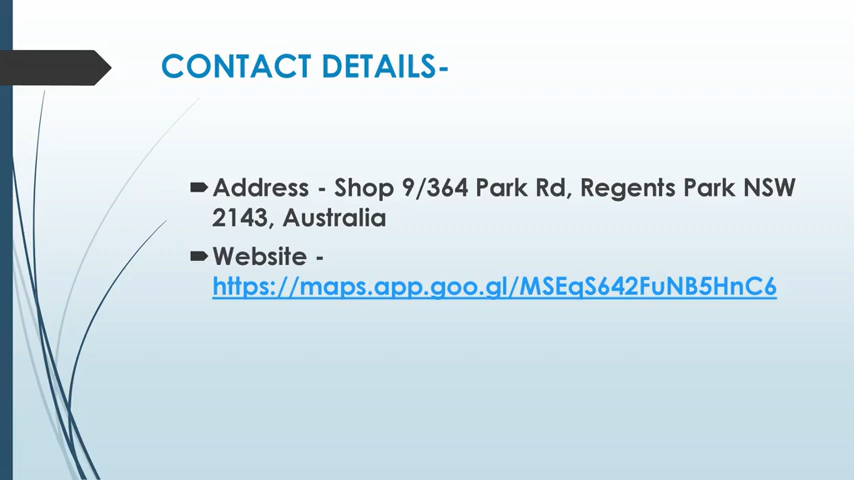 CONTACT DETAILS-
Address - Shop 9/364 Park Rd, Regents Park NSW
2143, Australia
Website -
https://maps.app.goo.gl/MSEqS642FuNB5HnC6